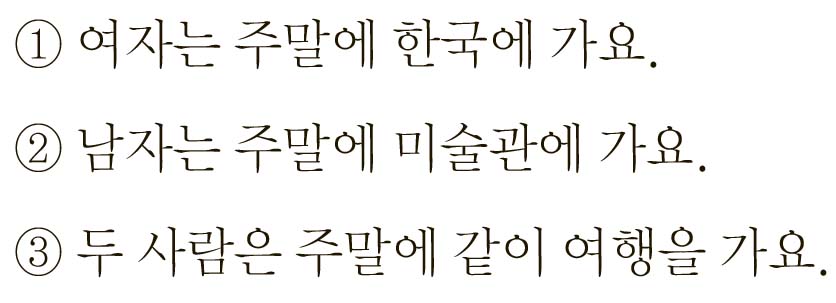 ① 여자는 주말에 한국에 가요.
② 남자는 주말에 미술관에 가요.
③ 두 사람은 주말에 같이 여행을 가요.